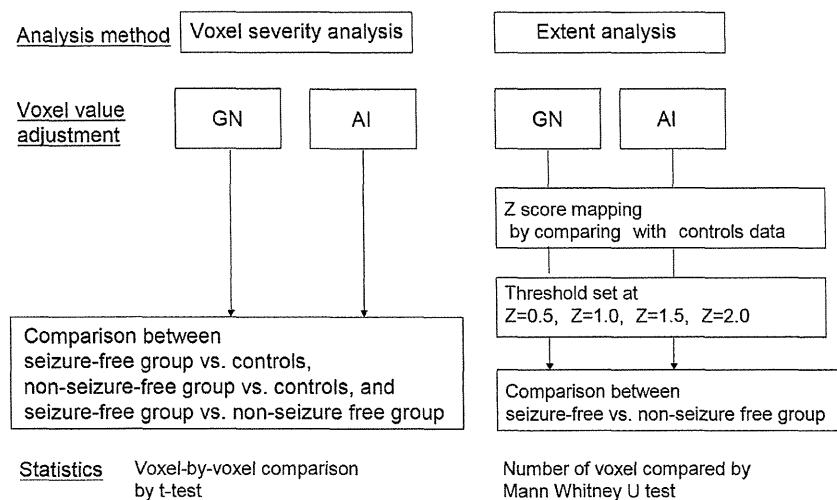 Analysis method
Voxel severity analysis
Extent analysis
Voxel value
adjustment
GN
AI
GN
AI
Z score mapping
by comparing with controls data
Threshold set at
Z=0.5, Z=1.0, Z=1.5, Z=2.0
Comparison between
seizure-free group vs. controls,
non-seizure-free group vs. controls, and
seizure-free group vs. non-seizure free group
Comparison between
seizure-free vs. non-seizure free group
Statistics
Voxel-by-voxel comparison
by t-test
Number of voxel compared by
Mann Whitney U test